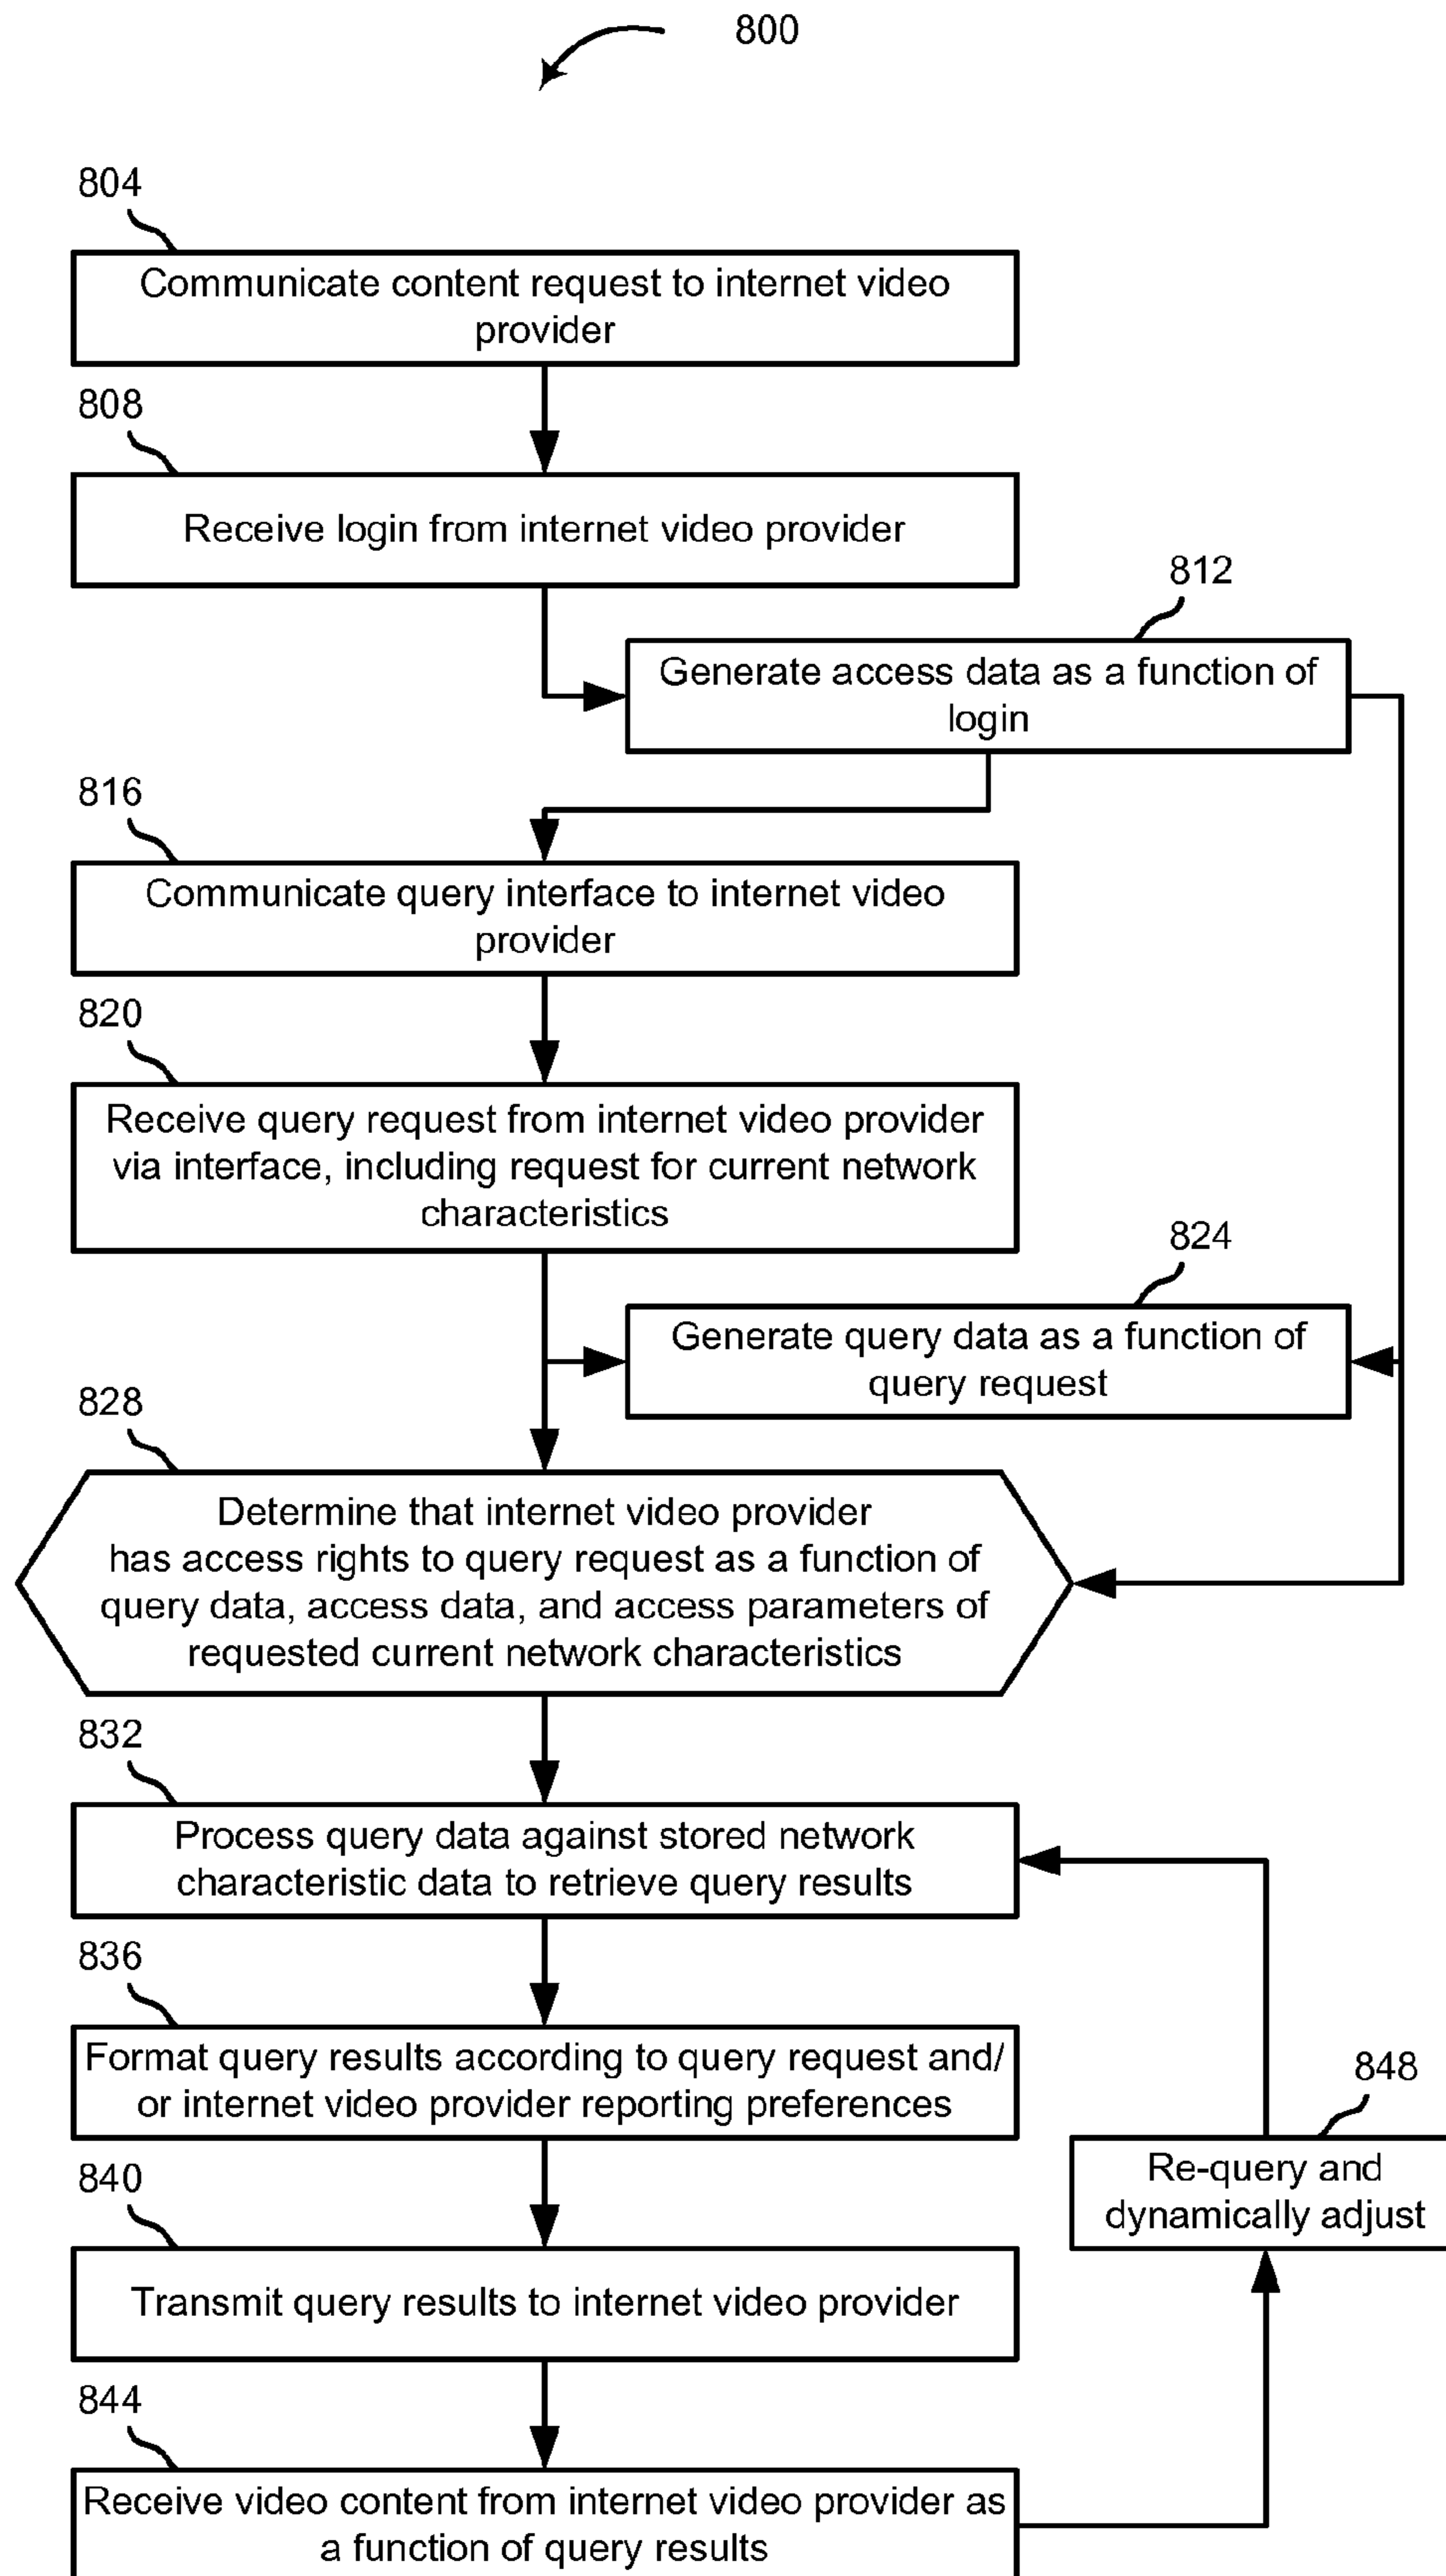 800
804
Communicate content request to internet video
provider
808
Receive login from internet video provider
812
Generate access data as a function of
login
816
Communicate query interface to internet video
provider
820
Receive query request from internet video provider
via interface, including request for current network
characteristics
824
Generate query data as a function of
query request
828
Determine that internet video provider
has access rights to query request as a function of
query data, access data, and access parameters of
requested current network characteristics
832
Process query data against stored network
characteristic data to retrieve query results
836
Format query results according to query request and/
or internet video provider reporting preferences
848
Re-query and
dynamically adjust
840
Transmit query results to internet video provider
844
Receive video content from internet video provider as
a function of query results